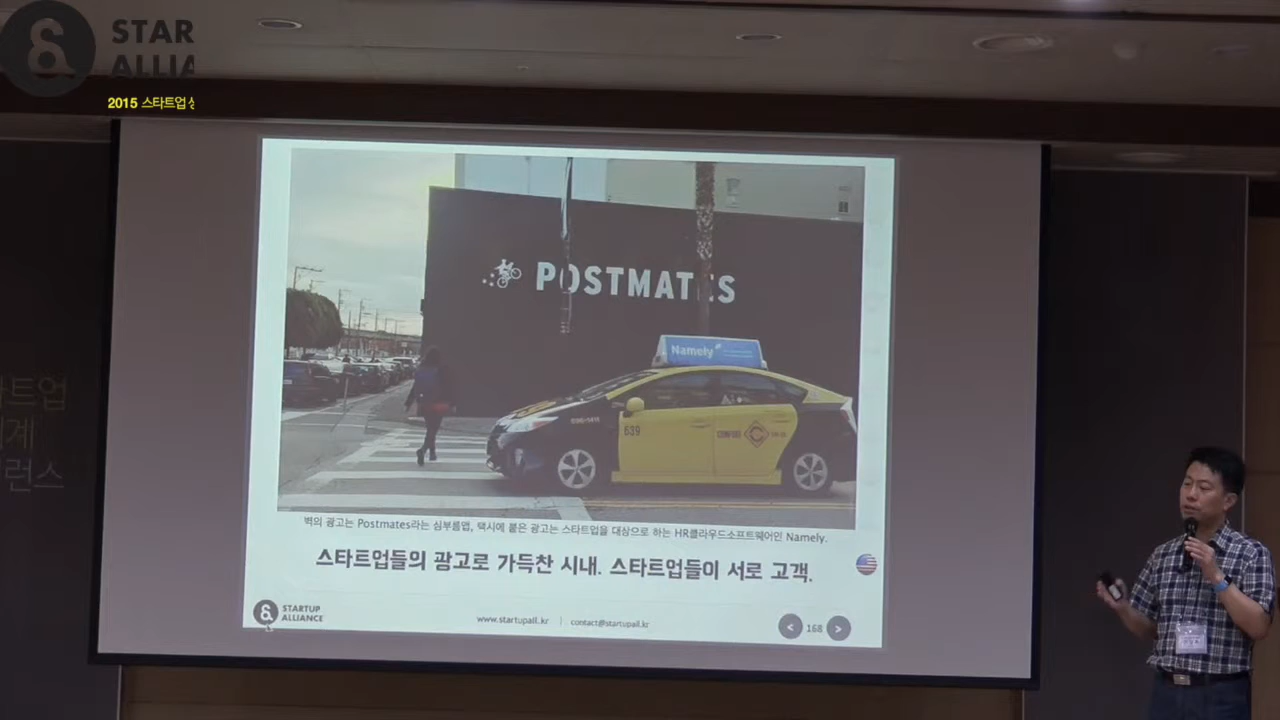 STAR
ALLIA
2015 스타트업 상
POSTMATES
Namely
639
벽의 광고는 Postmates라는 심부름앱, 택시에 붙은 광고는 스타트업을 대상으로 하는 HR클라우드소프트웨어인 Namely.
스타트업들의 광고로 가득찬 시내. 스타트업들이 서로 고객.
STARTUP
ALLIANCE
www.startupall.kr | contact@startupall.kr
< 168 >